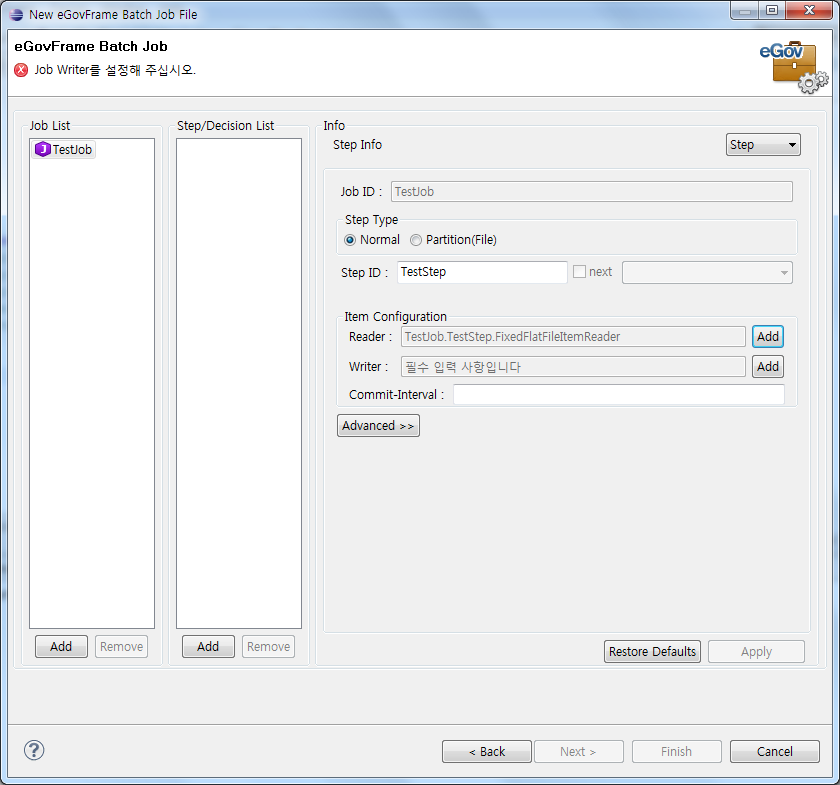 New eGovFrame Batch Job File
eGovFrame Batch Job
Job Writer를 설정해 주십시오.
eGov
Job List
Step/Decision List
Info
TestJob
Step Info
Step
Job ID :
TestJob
Step Type
Normal
Partition(File)
Step ID :
TestStep
next
Item Configuration
Reader :
TestJob.TestStep.FixedFlatFileItemReader
Add
Writer :
필수 입력 사항입니다
Add
Commit-Interval :
Advanced >>
Add
Remove
Add
Remove
Restore Defaults
Apply
?
< Back
Next >
Finish
Cancel